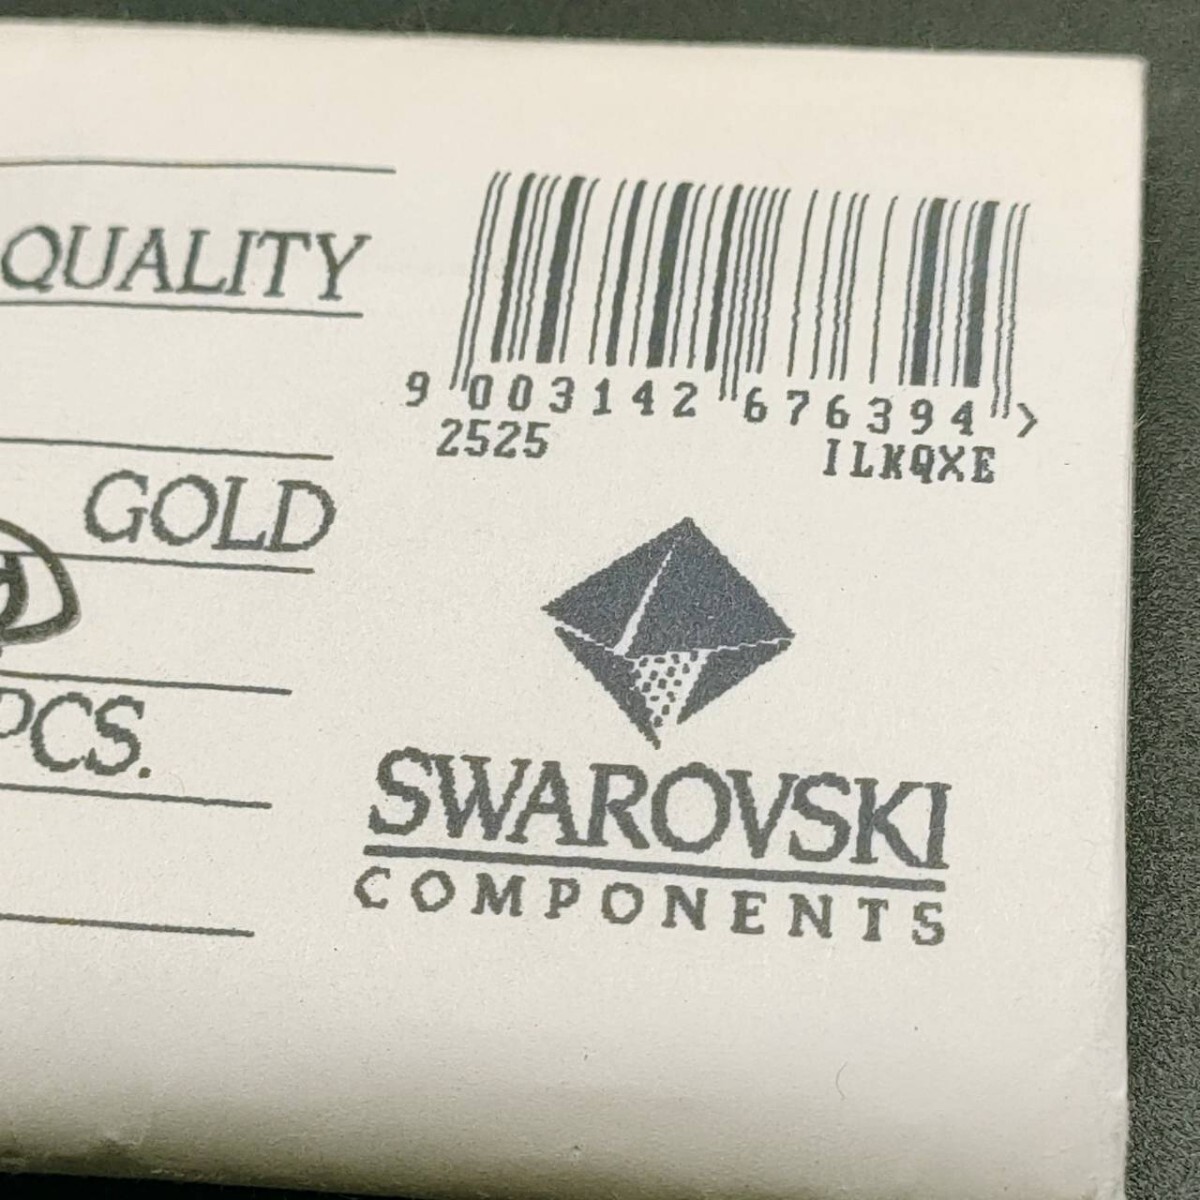 QUALITY
9 003142 676394 >
2525 ILKQXE
GOLD
PCS.
SWAROVSKI
COMPONENTS